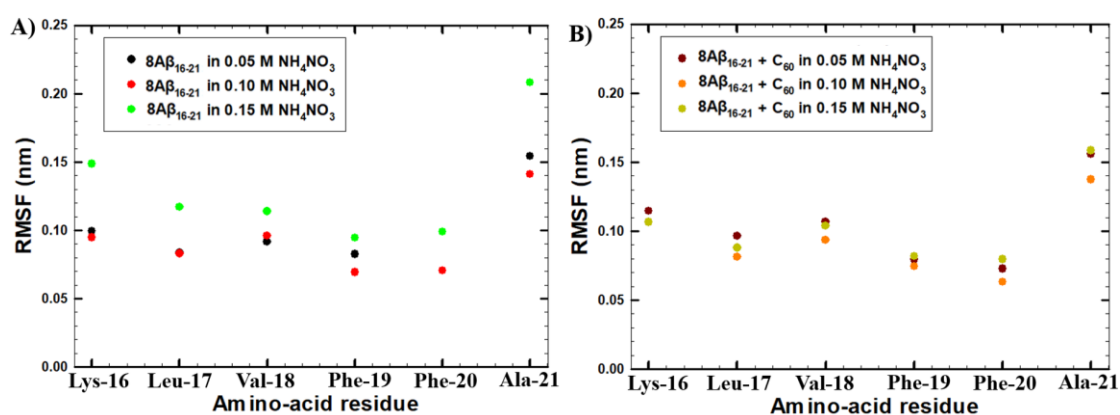 A)
RMSF (nm)
0.25
0.20
0.15
0.10
0.05
0.00
8Aβ₁₆₋₂₁ in 0.05 M NH₄NO₃
8Aβ₁₆₋₂₁ in 0.10 M NH₄NO₃
8Aβ₁₆₋₂₁ in 0.15 M NH₄NO₃
Lys-16 Leu-17 Val-18 Phe-19 Phe-20 Ala-21
Amino-acid residue
B)
RMSF (nm)
0.25
0.20
0.15
0.10
0.05
0.00
8Aβ₁₆₋₂₁ + C₆₀ in 0.05 M NH₄NO₃
8Aβ₁₆₋₂₁ + C₆₀ in 0.10 M NH₄NO₃
8Aβ₁₆₋₂₁ + C₆₀ in 0.15 M NH₄NO₃
Lys-16 Leu-17 Val-18 Phe-19 Phe-20 Ala-21
Amino-acid residue